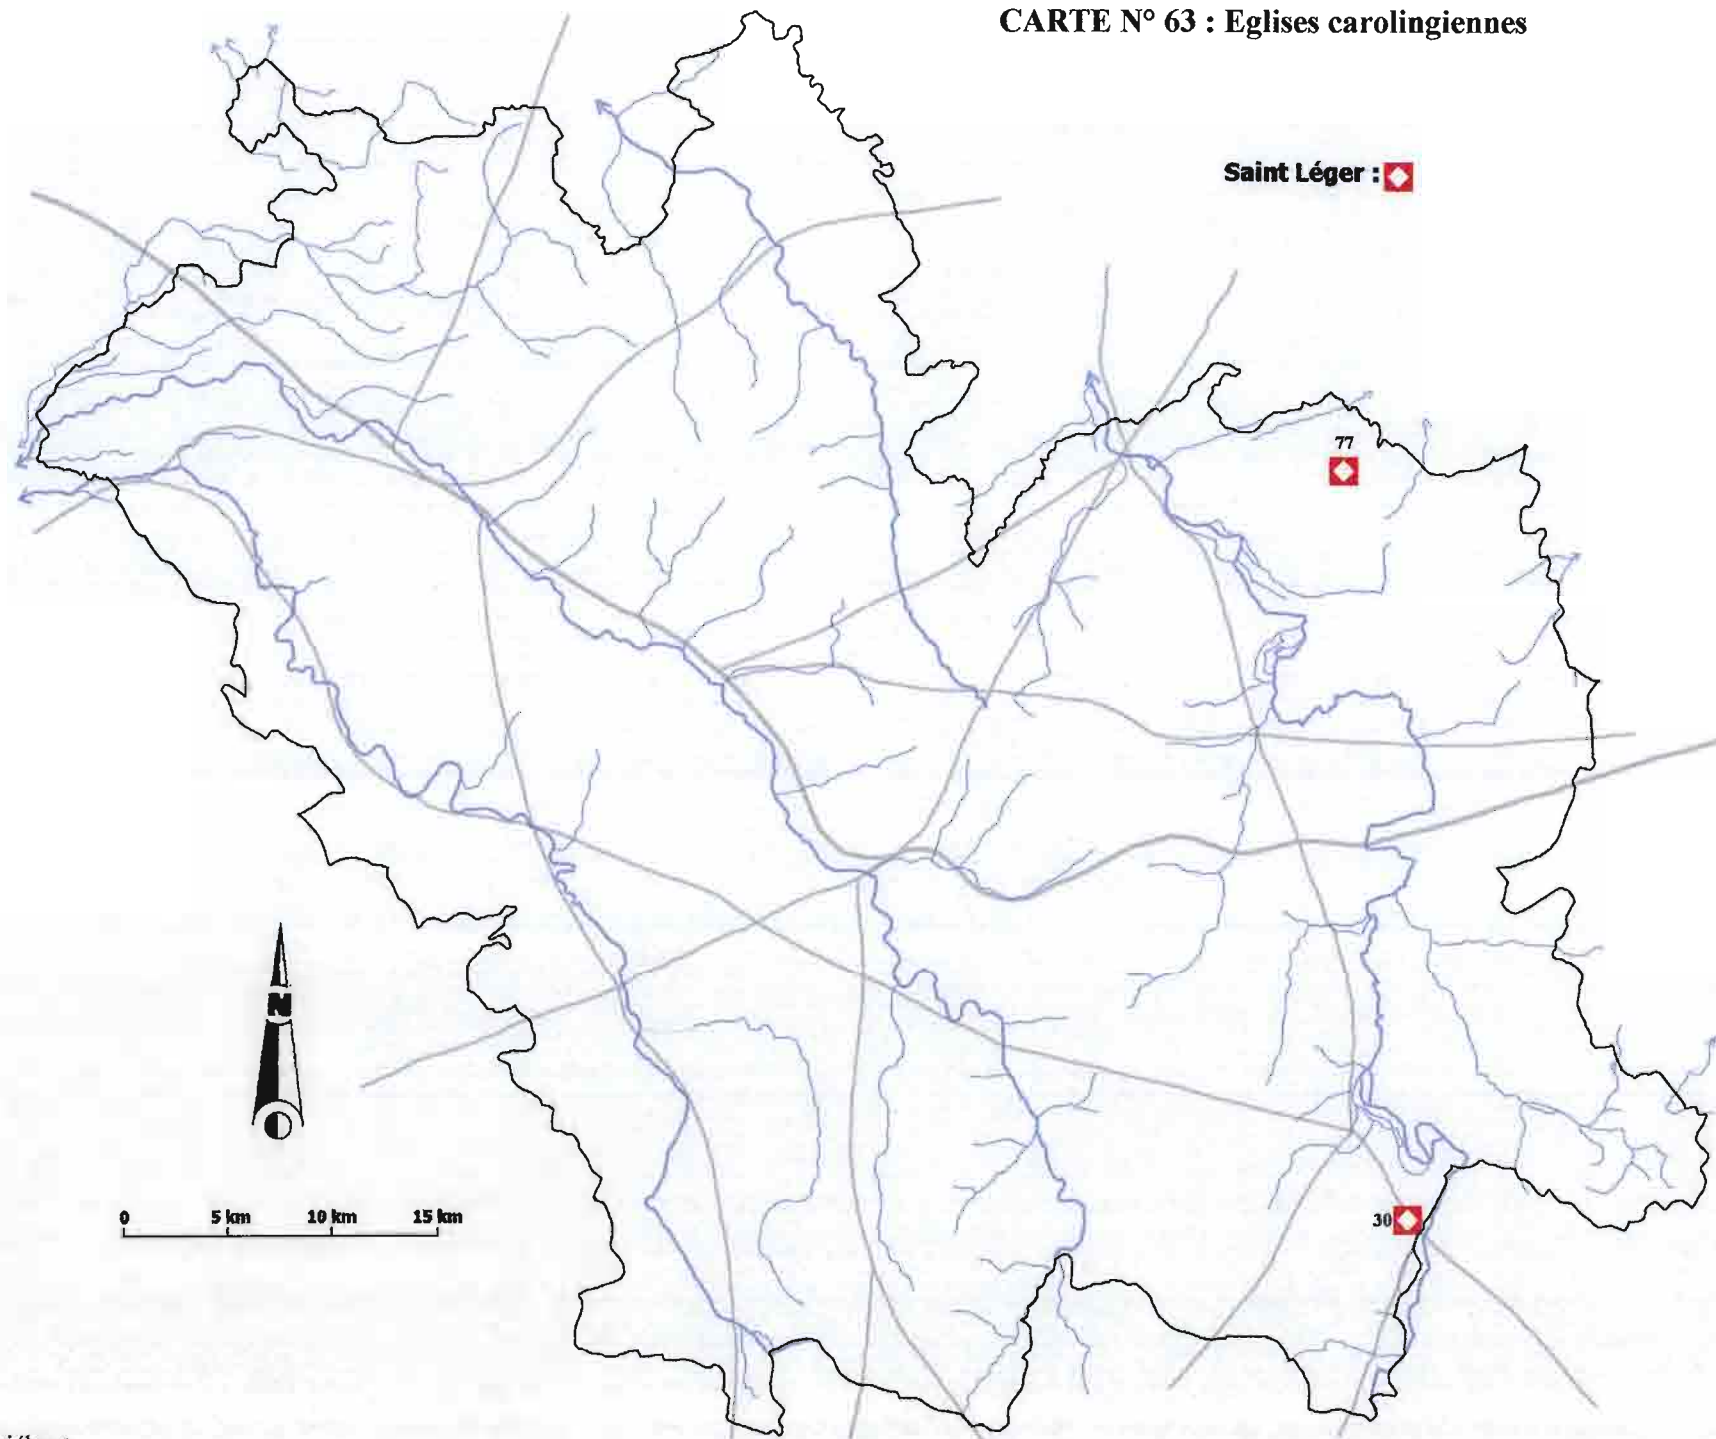 CARTE N° 63 : Eglises carolingiennes
Saint Léger :
77
N
0 5 km 10 km 15 km
30